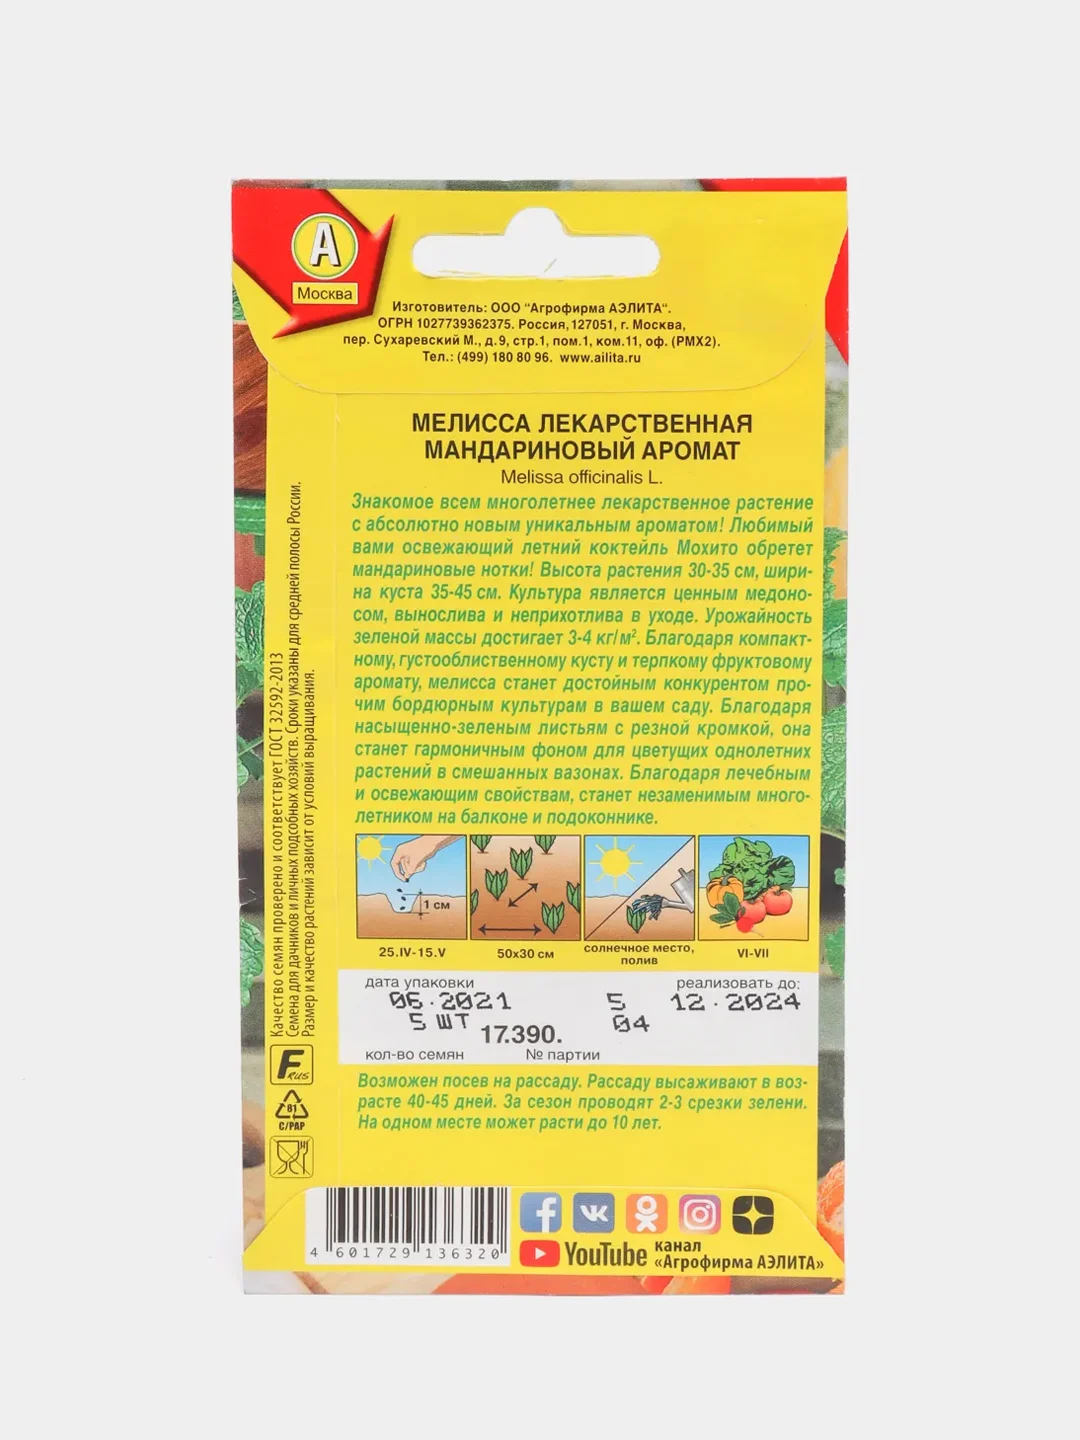 А
Москва
Изготовитель: ООО "Агрофирма АЭЛИТА".
ОГРН 1027739362375. Россия, 127051, г. Москва,
пер. Сухаревский М., д.9, стр.1, пом.1, ком.11, оф. (РМХ2).
Тел.: (499) 180 80 96. www.ailita.ru
МЕЛИССА ЛЕКАРСТВЕННАЯ
МАНДАРИНОВЫЙ АРОМАТ
Melissa officinalis L.
Знакомое всем многолетнее лекарственное растение
с абсолютно новым уникальным ароматом! Любимый
вами освежающий летний коктейль Мохито обретет
мандариновые нотки! Высота растения 30-35 см, шири-
на куста 35-45 см. Культура является ценным медоно-
сом, вынослива и неприхотлива в уходе. Урожайность
зеленой массы достигает 3-4 кг/м². Благодаря компакт-
ному, густооблиственному кусту и терпкому фруктовому
аромату, мелисса станет достойным конкурентом про-
чим бордюрным культурам в вашем саду. Благодаря
насыщенно-зеленым листьям с резной кромкой, она
станет гармоничным фоном для цветущих однолетних
растений в смешанных вазонах. Благодаря лечебным
и освежающим свойствам, станет незаменимым много-
летником на балконе и подоконнике.
1 см
25.IV-15.V
50х30 см
солнечное место,
полив
VI-VII
дата упаковки
реализовать до:
06.2021 5 12.2024
5 ШТ 17.390. 04
кол-во семян № партии
Возможен посев на рассаду. Рассаду высаживают в воз-
расте 40-45 дней. За сезон проводят 2-3 срезки зелени.
На одном месте может расти до 10 лет.
Качество семян проверено и соответствует ГОСТ 32592-2013
Семена для дачников и личных подсобных хозяйств. Сроки указаны для средней полосы России.
Размер и качество растений зависит от условий выращивания.
F RUS
81
C/PAP
4 601729 136320
YouTube
канал
«Агрофирма АЭЛИТА»